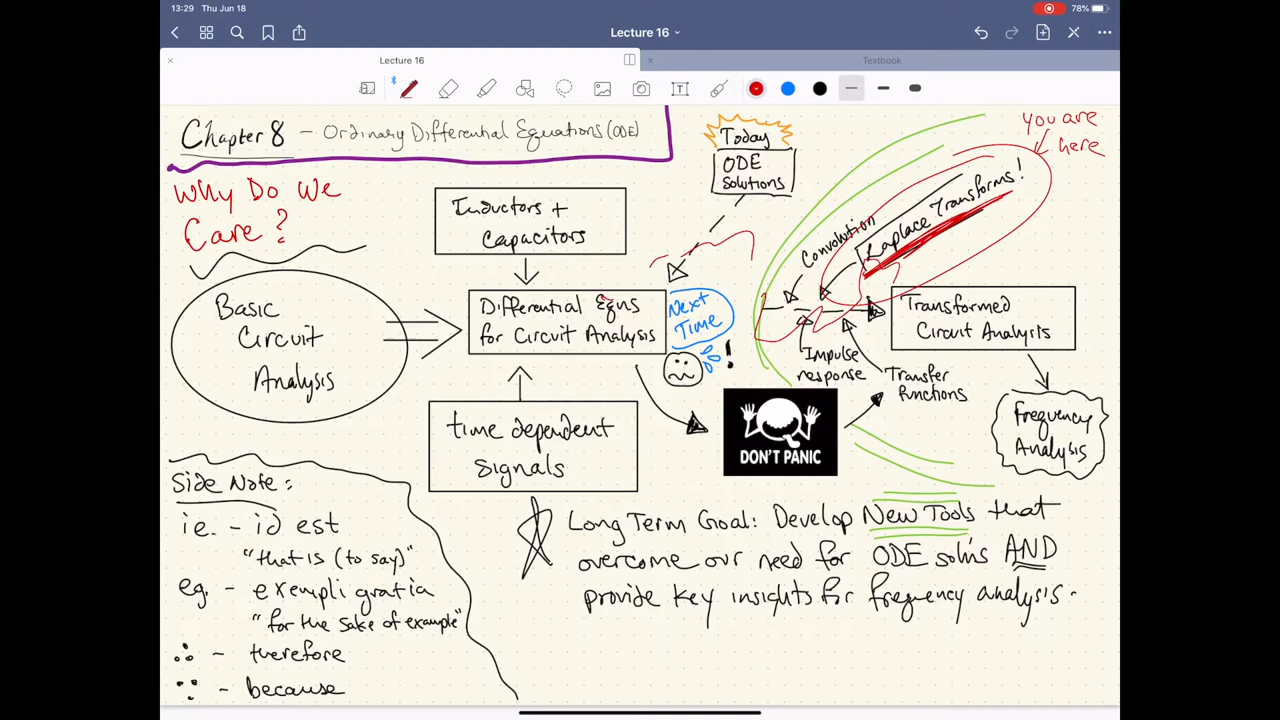 13:29 Thu Jun 18
78%
Lecture 16
Lecture 16
Textbook
Chapter 8 - Ordinary Differential Equations (ODE)
Why Do We
Care?
Today
ODE
Solutions
you are
here
Inductors +
Capacitors
Convolution
Laplace Transforms!
Basic
Circuit
Analysis
Differential Eqns
for Circuit Analysis
Next
Time
!
Transformed
Circuit Analysis
Impulse
response
Transfer
functions
time dependent
signals
DON'T PANIC
Frequency
Analysis
Side Note:
ie. - id est
"that is (to say)"
eg. - exempli gratia
"for the sake of example"
∴ - therefore
∵ - because
Long Term Goal: Develop New Tools that
overcome our need for ODE solns AND
provide key insights for frequency analysis.